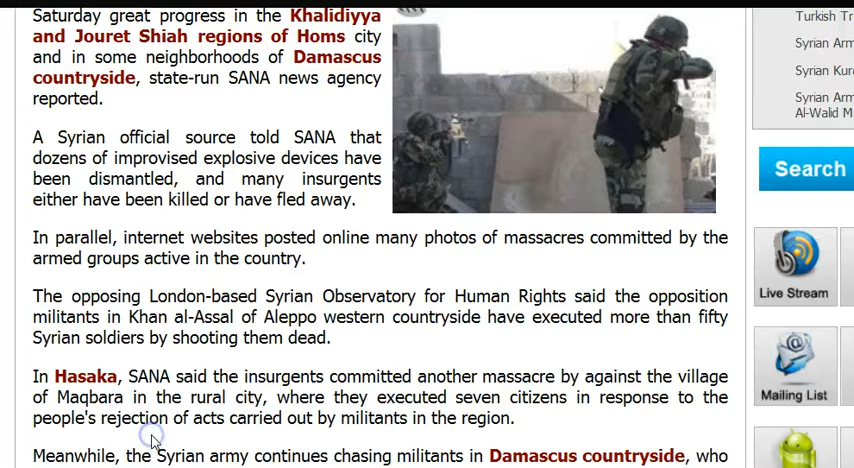 Saturday great progress in the Khalidiyya
and Jouret Shiah regions of Homs city
and in some neighborhoods of Damascus
countryside, state-run SANA news agency
reported.
A Syrian official source told SANA that
dozens of improvised explosive devices have
been dismantled, and many insurgents
either have been killed or have fled away.
In parallel, internet websites posted online many photos of massacres committed by the
armed groups active in the country.
The opposing London-based Syrian Observatory for Human Rights said the opposition
militants in Khan al-Assal of Aleppo western countryside have executed more than fifty
Syrian soldiers by shooting them dead.
In Hasaka, SANA said the insurgents committed another massacre by against the village
of Maqbara in the rural city, where they executed seven citizens in response to the
people's rejection of acts carried out by militants in the region.
Meanwhile, the Syrian army continues chasing militants in Damascus countryside, who
Turkish Tr
Syrian Arm
Syrian Kur
Syrian Arm
Al-Walid M
Search
Live Stream
Mailing List